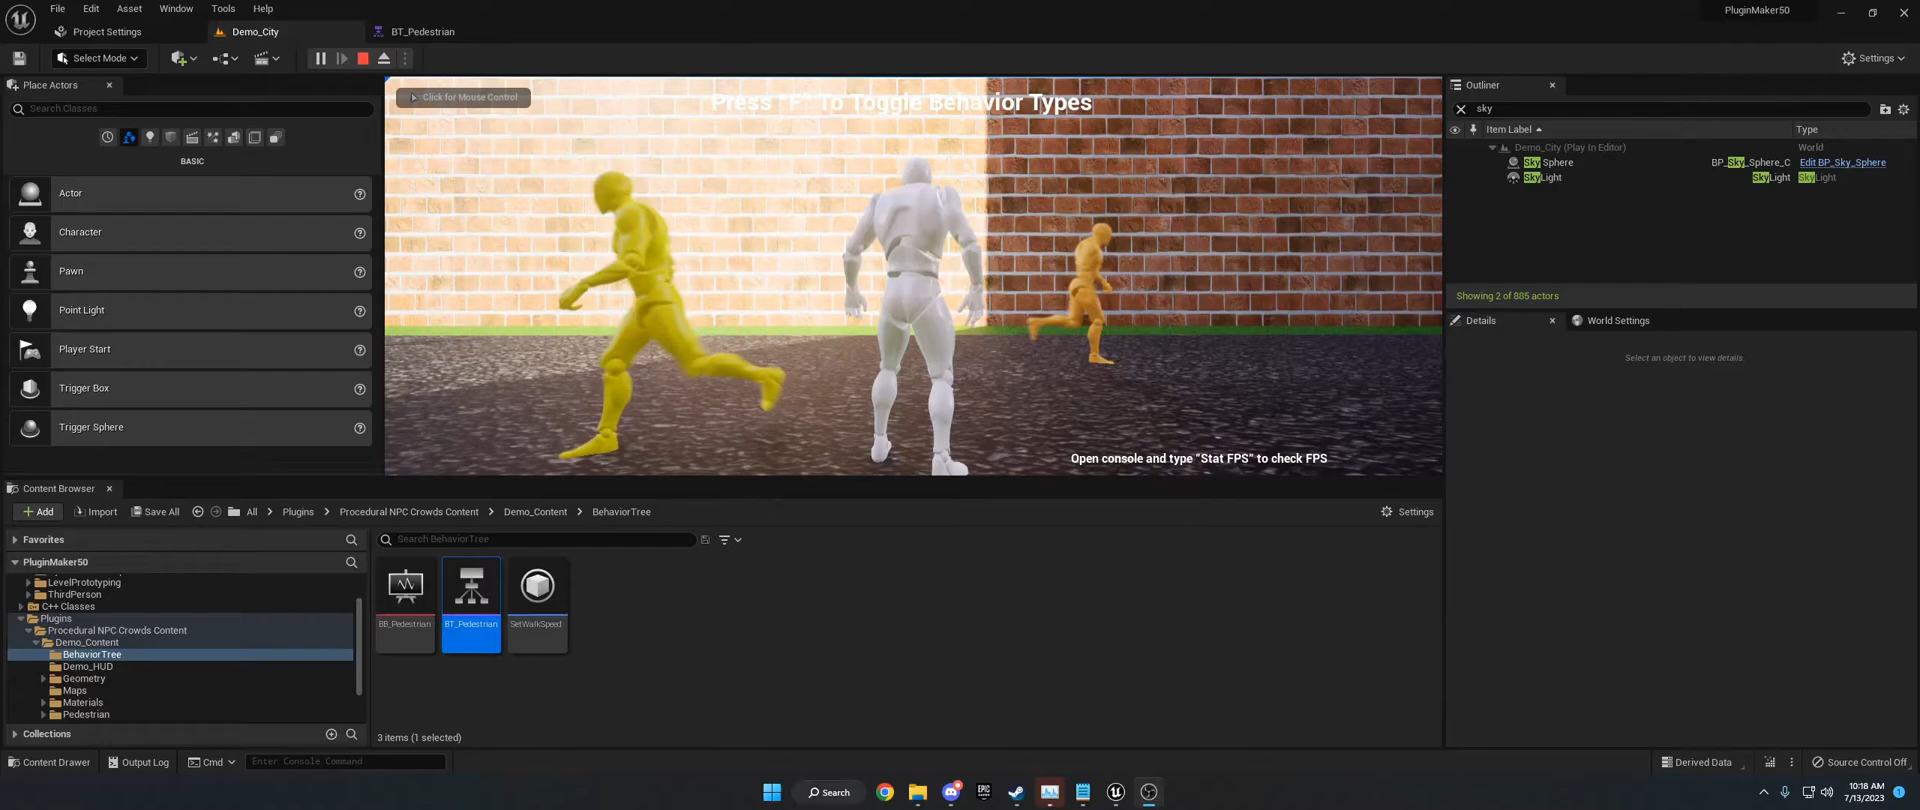 File Edit Asset Window Tools Help
PluginMaker50
Project Settings
Demo_City
BT_Pedestrian
Select Mode
Settings
Place Actors
Search Classes
BASIC
Actor
Character
Pawn
Point Light
Player Start
Trigger Box
Trigger Sphere
Click for Mouse Control
Press "F" To Toggle Behavior Types
Open console and type "Stat FPS" to check FPS
Outliner
sky
Item Label Type
Demo_City (Play In Editor) World
Sky Sphere BP_Sky_Sphere_C Edit BP_Sky_Sphere
SkyLight SkyLight SkyLight
Showing 2 of 885 actors
Details
World Settings
Select an object to view details.
Content Browser
Add Import Save All All Plugins Procedural NPC Crowds Content Demo_Content BehaviorTree
Settings
Favorites
PluginMaker50
LevelPrototyping
ThirdPerson
C++ Classes
Plugins
Procedural NPC Crowds Content
Demo_Content
BehaviorTree
Demo_HUD
Geometry
Maps
Materials
Pedestrian
Collections
Search BehaviorTree
BB_Pedestrian
BT_Pedestrian
SetWalkSpeed
3 items (1 selected)
Content Drawer Output Log Cmd Enter Console Command
Derived Data Source Control Off
Search
EPIC GAMES
10:18 AM
7/13/2023
1